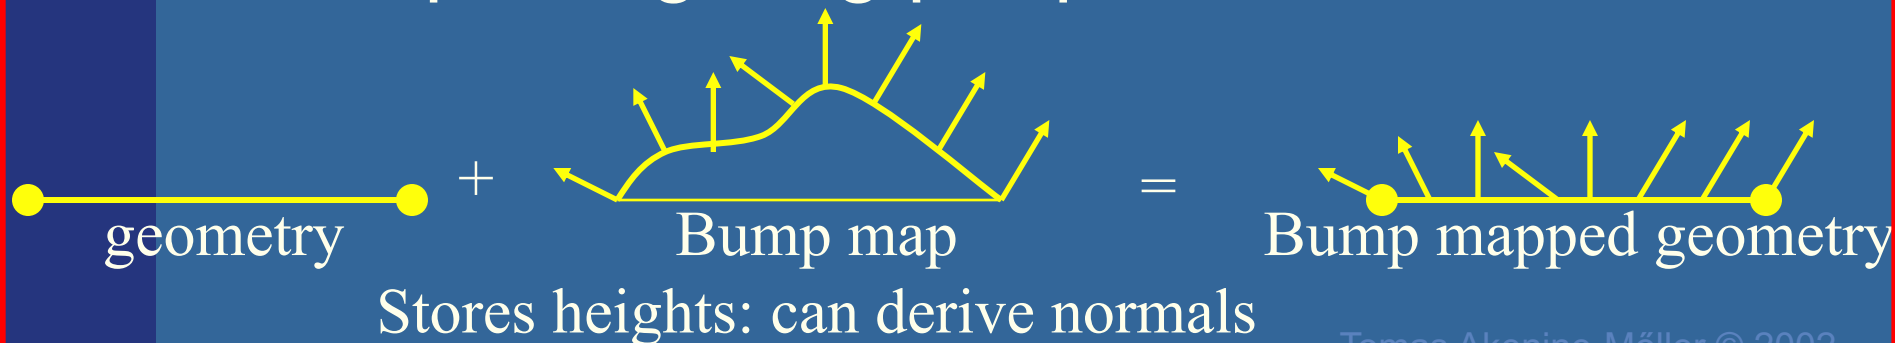 +
=
geometry
Bump map
Bump mapped geometry
Stores heights: can derive normals